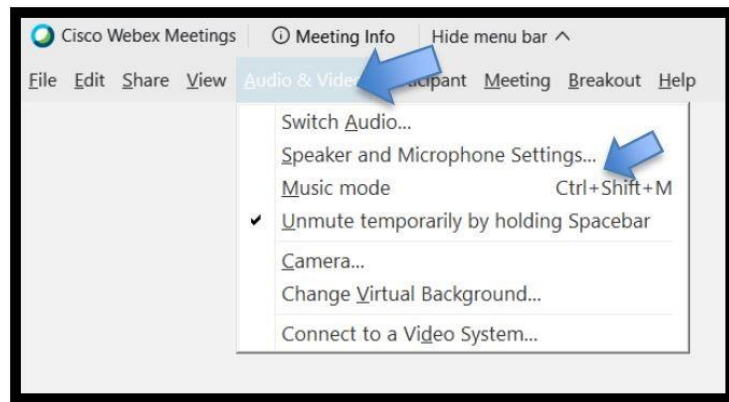 Cisco Webex Meetings Meeting Info Hide menu bar
File Edit Share View Audio & Video Participant Meeting Breakout Help
Switch Audio...
Speaker and Microphone Settings...
Music mode Ctrl+Shift+M
Unmute temporarily by holding Spacebar
Camera...
Change Virtual Background...
Connect to a Video System...